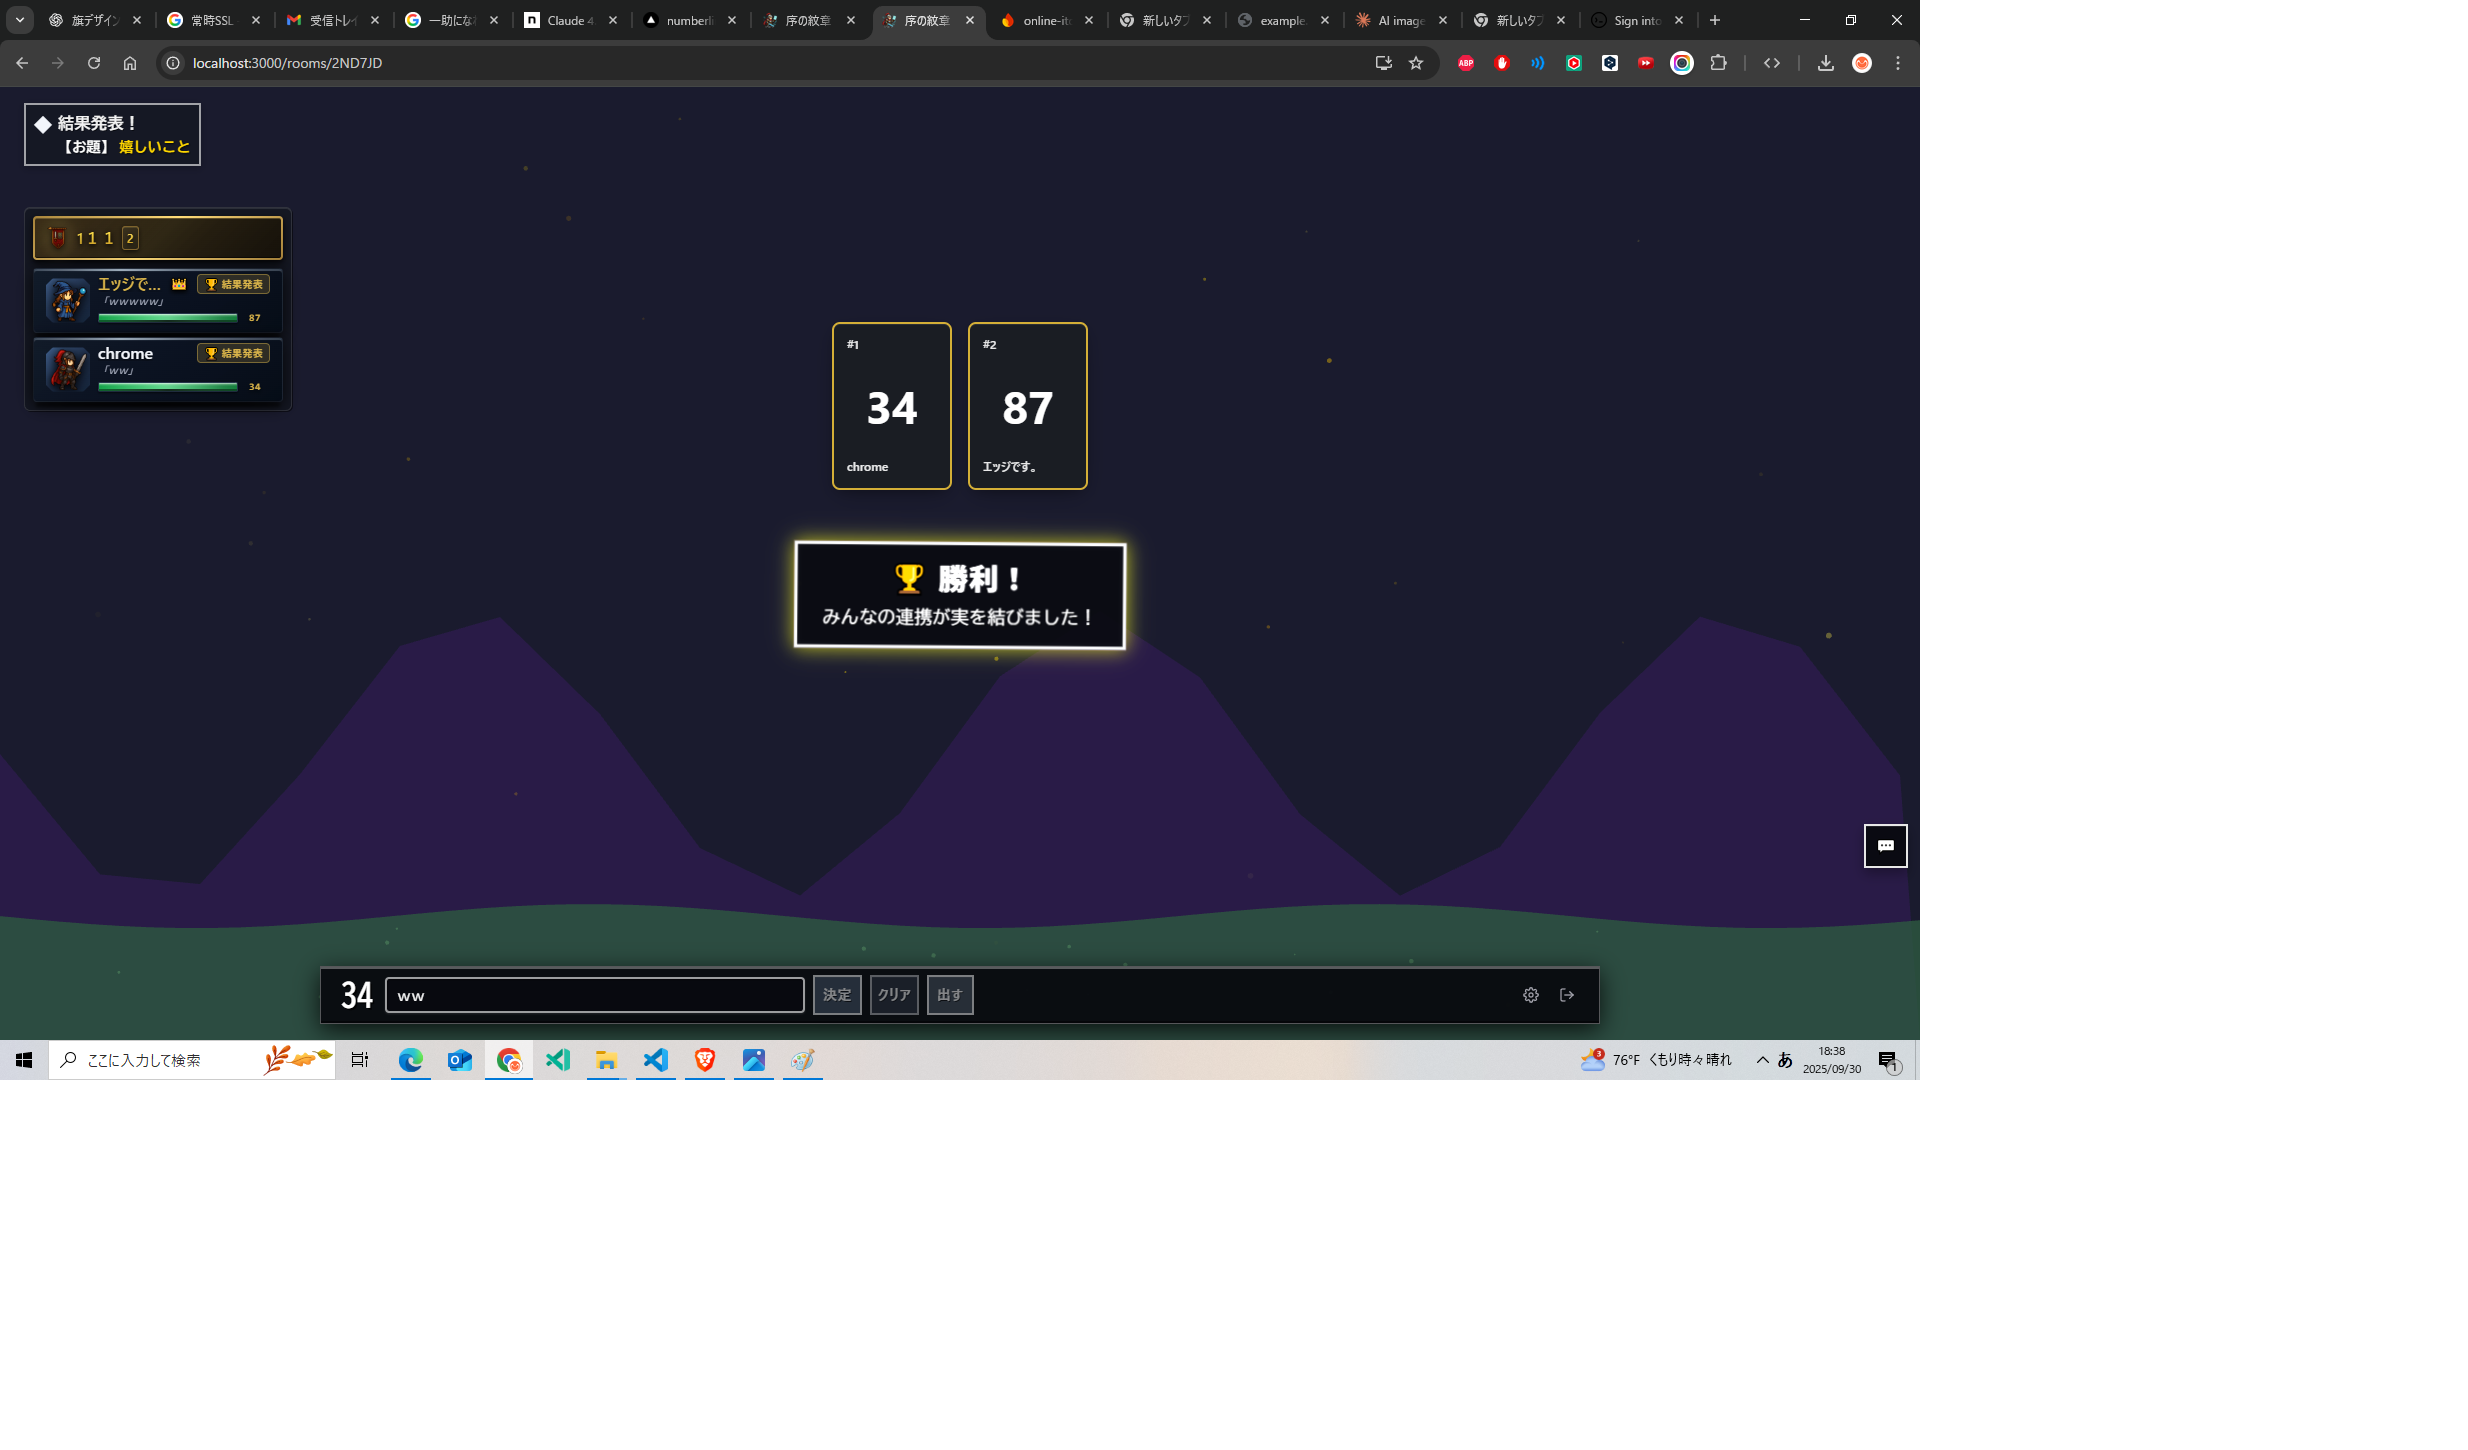 旗デザイン
常時SSL
受信トレイ
一助にな
Claude 4.
numberli
序の紋章
序の紋章
online-ito
新しいタブ
example.
AI image
新しいタブ
Sign into
localhost:3000/rooms/2ND7JD
ABP
結果発表！
【お題】 嬉しいこと
1 1 1 2
エッジで…
結果発表
「wwwww」
87
chrome
結果発表
「ww」
34
#1
34
chrome
#2
87
エッジです。
勝利！
みんなの連携が実を結びました！
34
ww
決定
クリア
出す
ここに入力して検索
3
76°F くもり時々晴れ
あ
18:38
2025/09/30
1